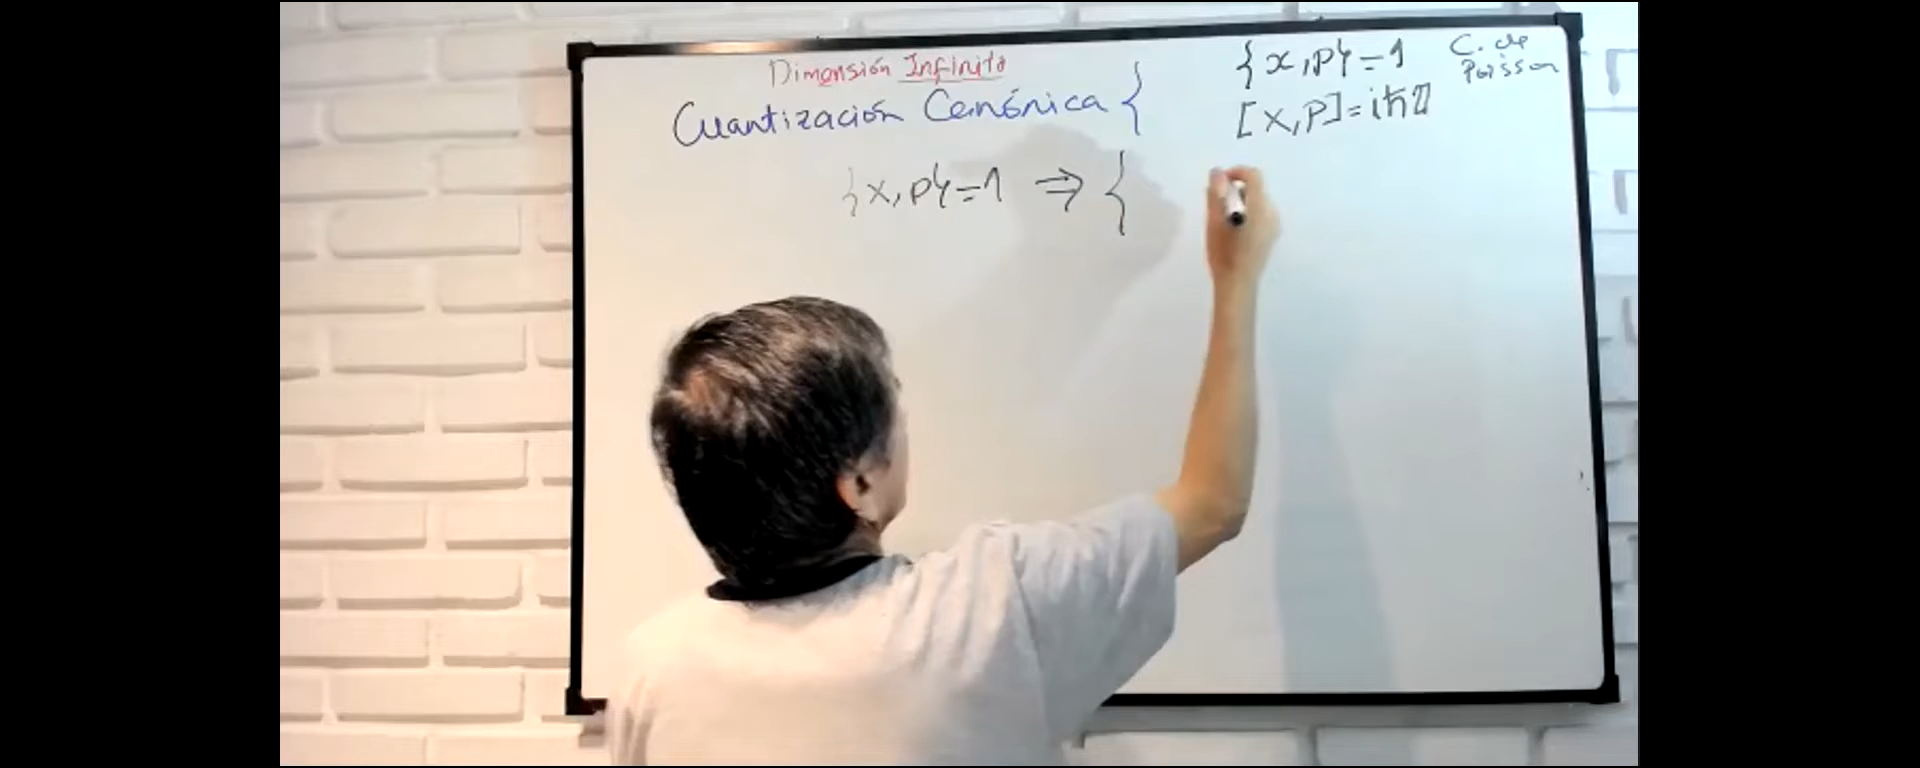 Dimensión Infinita
Cuantización Canónica {
{x,p}=1
C. de
Poisson
[X,P]=iħ𝟙
{x,p}=1 ⇒ {